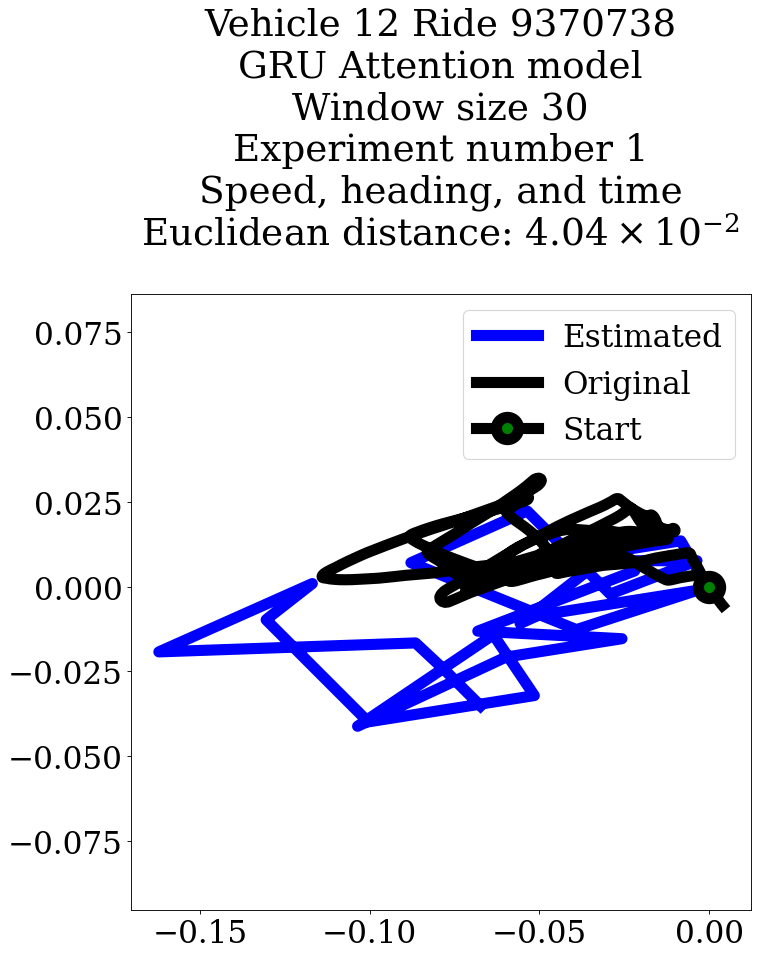 Vehicle 12 Ride 9370738
GRU Attention model
Window size 30
Experiment number 1
Speed, heading, and time
Euclidean distance: 4.04 × 10⁻²
Estimated
Original
Start
0.075
0.050
0.025
0.000
−0.025
−0.050
−0.075
−0.15
−0.10
−0.05
0.00